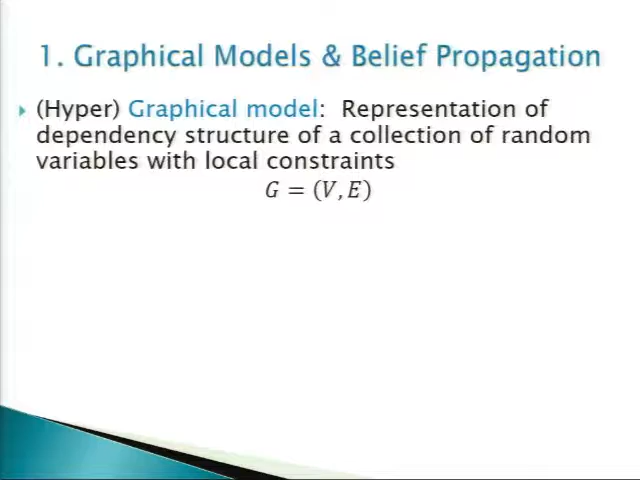 1. Graphical Models & Belief Propagation
(Hyper) Graphical model: Representation of
dependency structure of a collection of random
variables with local constraints
G = (V, E)